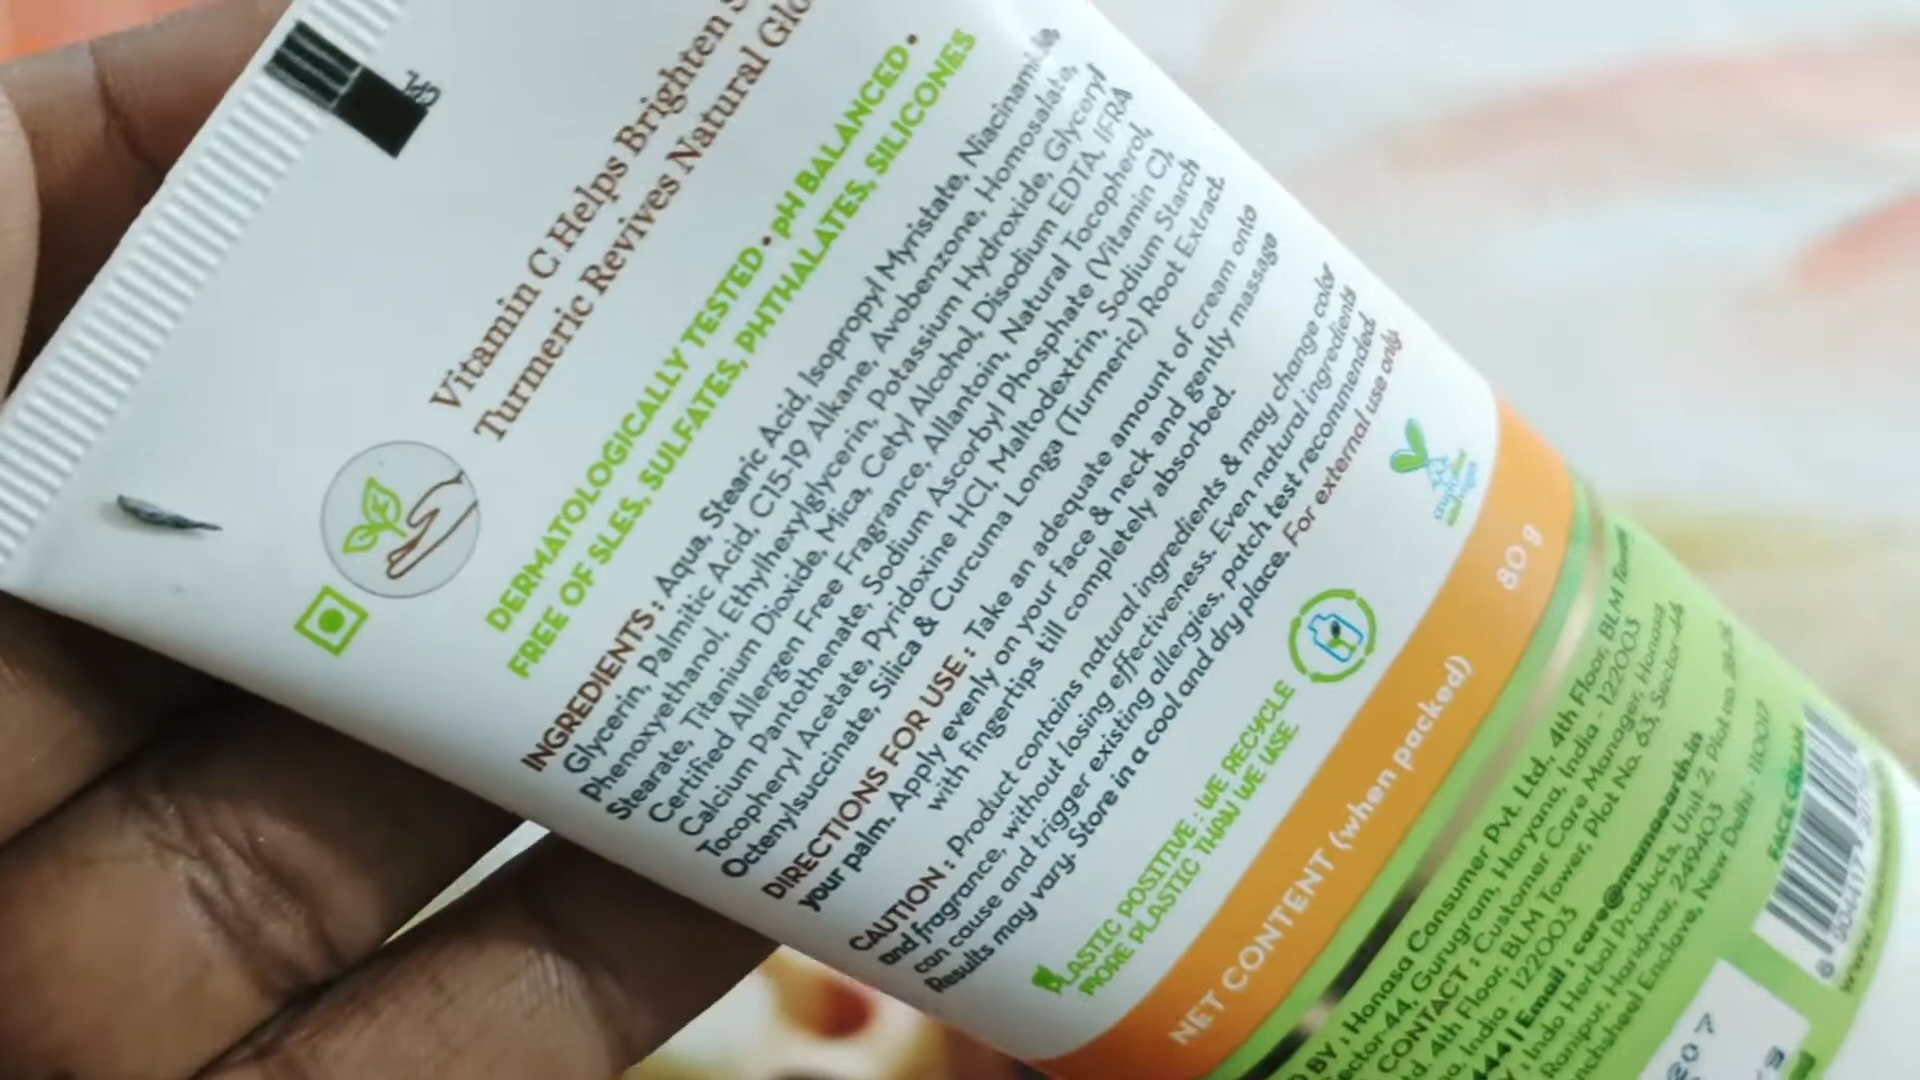 Vitamin C Helps Brighten
Turmeric Revives Natural Glo
DERMATOLOGICALLY TESTED • pH BALANCED •
FREE OF SLES, SULFATES, PHTHALATES, SILICONES
INGREDIENTS : Aqua, Stearic Acid, Isopropyl Myristate, Niacinamide,
Glycerin, Palmitic Acid, C15-19 Alkane, Avobenzone, Homosalate,
Phenoxyethanol, Ethylhexylglycerin, Potassium Hydroxide, Glyceryl
Stearate, Titanium Dioxide, Mica, Cetyl Alcohol, Disodium EDTA, IFRA
Certified Allergen Free Fragrance, Allantoin, Natural Tocopherol,
Calcium Pantothenate, Sodium Ascorbyl Phosphate (Vitamin C),
Tocopheryl Acetate, Pyridoxine HCl, Maltodextrin, Sodium Starch
Octenylsuccinate, Silica & Curcuma Longa (Turmeric) Root Extract
DIRECTIONS FOR USE : Take an adequate amount of cream onto
your palm. Apply evenly on your face & neck and gently massage
with fingertips till completely absorbed.
CAUTION : Product contains natural ingredients & may change color
and fragrance, without losing effectiveness. Even natural ingredients
can cause and trigger existing allergies, patch test recommended.
Results may vary. Store in a cool and dry place. For external use only.
PLASTIC POSITIVE : WE RECYCLE
MORE PLASTIC THAN WE USE
NET CONTENT (when packed) 80 g
D BY : Honasa Consumer Pvt. Ltd., 4th Floor, BLM Tower
ector-44, Gurugram, Haryana, India - 122003
CONTACT : Customer Care Manager, Honasa
d. 4th Floor, BLM Tower, Plot No. 63, Sector-44
India - 122003
444 | Email : care@mamaearth.in
: Indo Herbal Products, Unit-2, Plot no.
Ranipur, Haridwar, 249403
nchsheel Enclave, New Delhi - 110017
FACE CREAM
www.